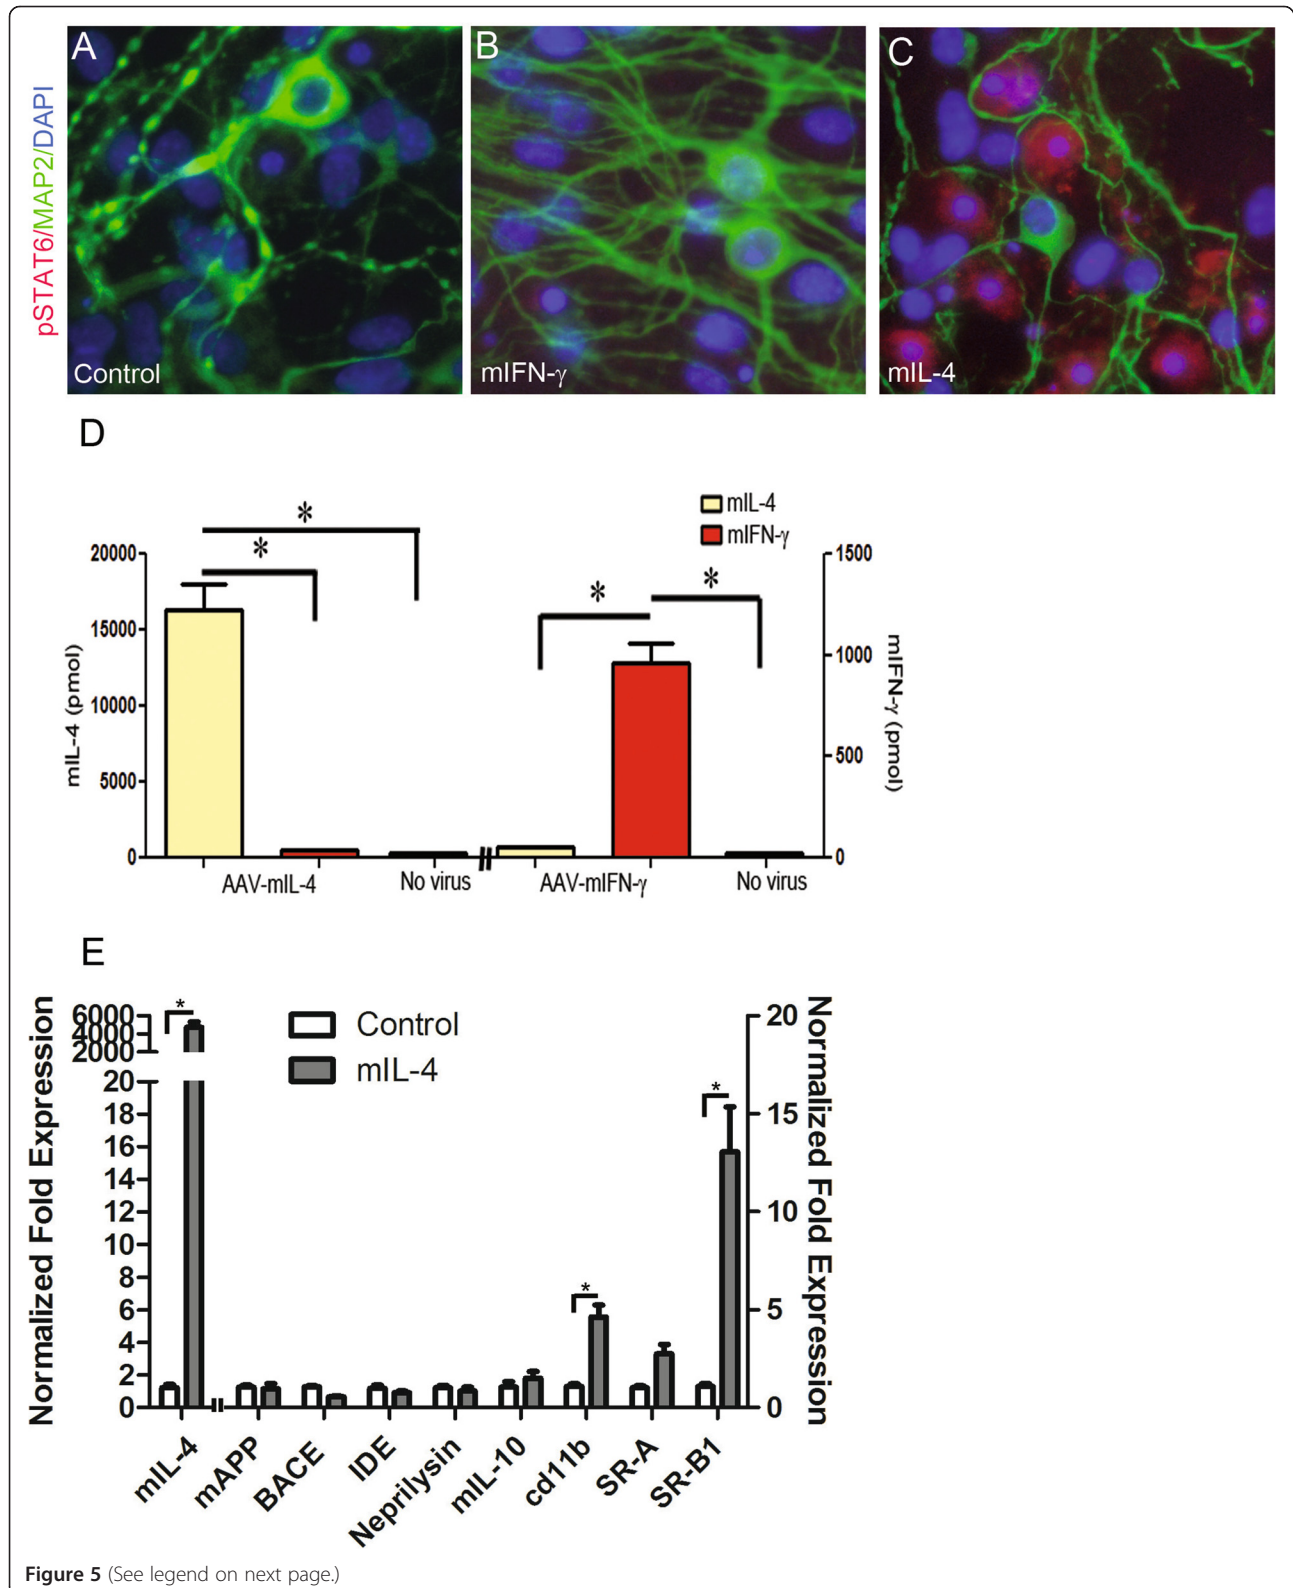 pSTAT6/MAP2/DAPI
A
Control
B
mIFN-γ
C
mIL-4
D
mIL-4
mIFN-γ
*
*
*
*
mIL-4 (pmol)
20000
15000
10000
5000
0
1500
1000
500
0
mIFN-γ (pmol)
AAV-mIL-4
No virus
AAV-mIFN-γ
No virus
E
Control
mIL-4
Normalized Fold Expression
6000
4000
2000
20
18
16
14
12
10
8
6
4
2
0
*
*
*
20
15
10
5
0
Normalized Fold Expression
mIL-4
mAPP
BACE
IDE
Neprilysin
mIL-10
cd11b
SR-A
SR-B1
Figure 5 (See legend on next page.)